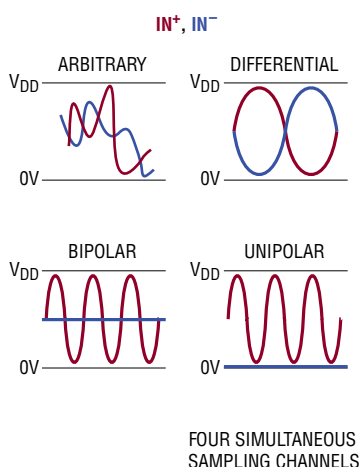 IN+, IN−
ARBITRARY
DIFFERENTIAL
VDD
VDD
0V
0V
BIPOLAR
UNIPOLAR
VDD
VDD
0V
0V
FOUR SIMULTANEOUS
SAMPLING CHANNELS